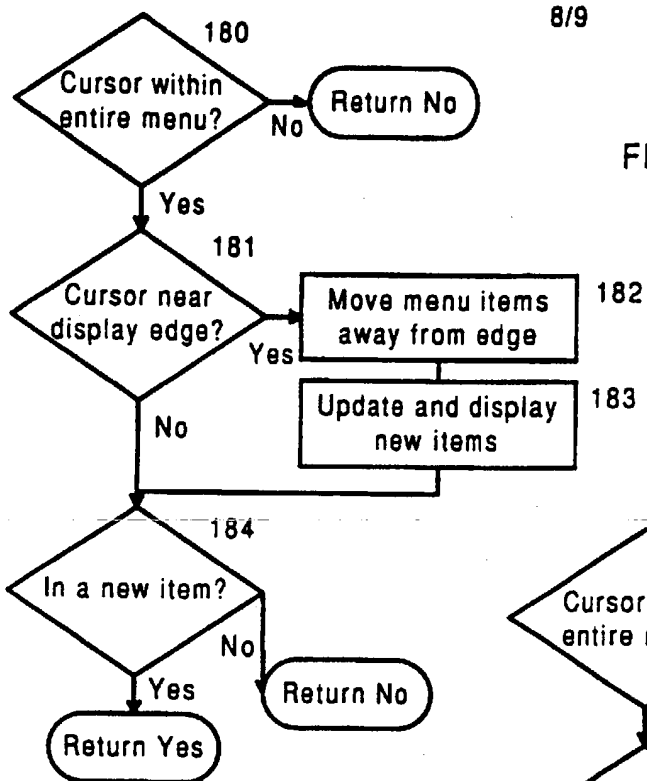 180
8/9
Cursor within
entire menu?
No
Return No
Yes
181
Cursor near
display edge?
Yes
Move menu items
away from edge
182
Update and display
new items
183
No
184
In a new item?
No
Return No
Yes
Return Yes
Cursor
entire